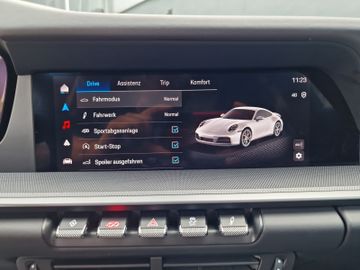 Drive Assistenz Trip Komfort 11:23
Fahrmodus Normal
Fahrwerk Normal
Sportabgasanlage
Start-Stop
Spoiler ausgefahren